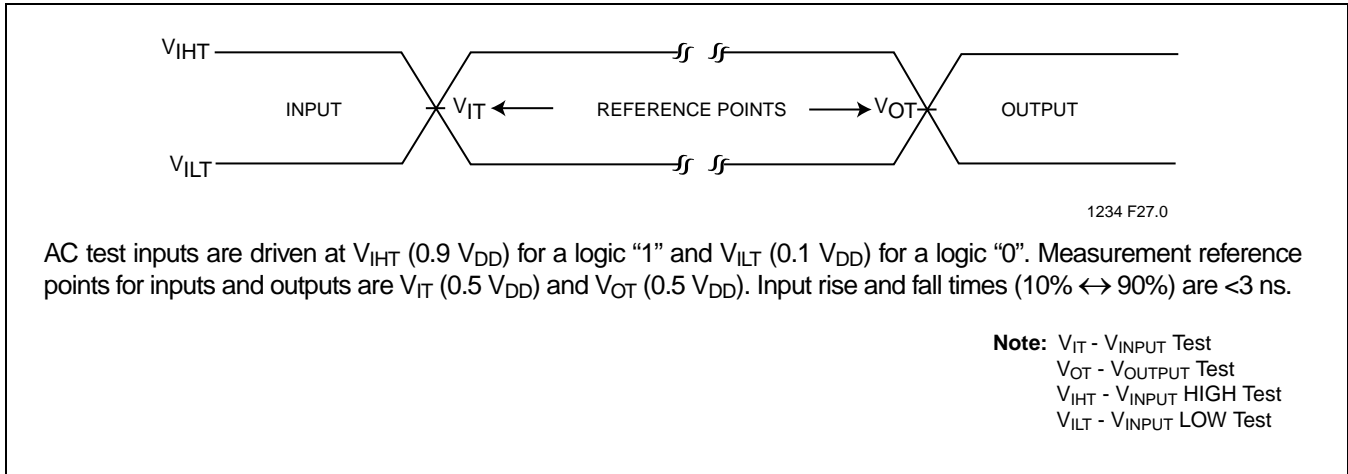 VIHT
INPUT VIT REFERENCE POINTS VOT OUTPUT
VILT
1234 F27.0
AC test inputs are driven at VIHT (0.9 VDD) for a logic “1” and VILT (0.1 VDD) for a logic “0”. Measurement reference
points for inputs and outputs are VIT (0.5 VDD) and VOT (0.5 VDD). Input rise and fall times (10% ↔ 90%) are <3 ns.
Note: VIT - VINPUT Test
VOT - VOUTPUT Test
VIHT - VINPUT HIGH Test
VILT - VINPUT LOW Test